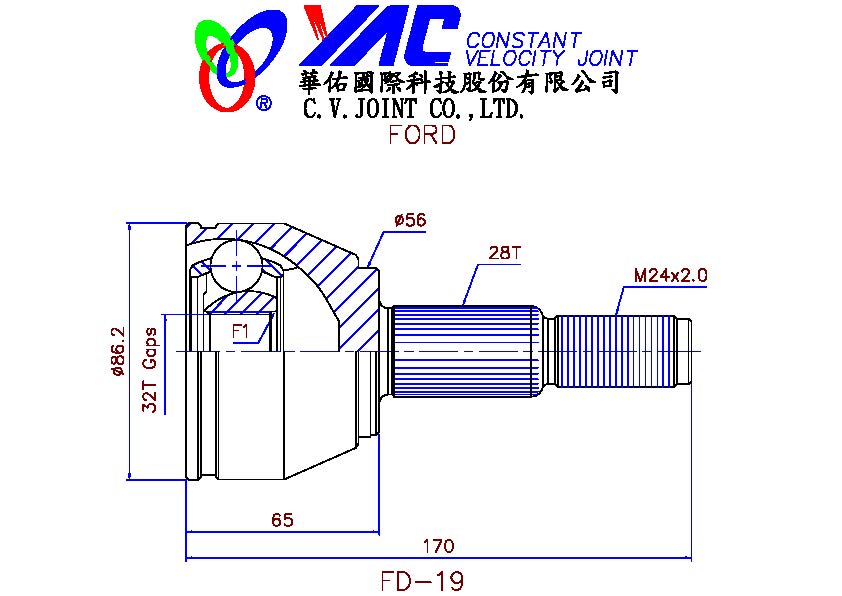 YAC CONSTANT
VELOCITY JOINT
®
華佑國際科技股份有限公司
C.V.JOINT CO.,LTD.
FORD
ø56
28T
M24x2.0
F1
ø86.2
32T Gaps
65
170
FD-19